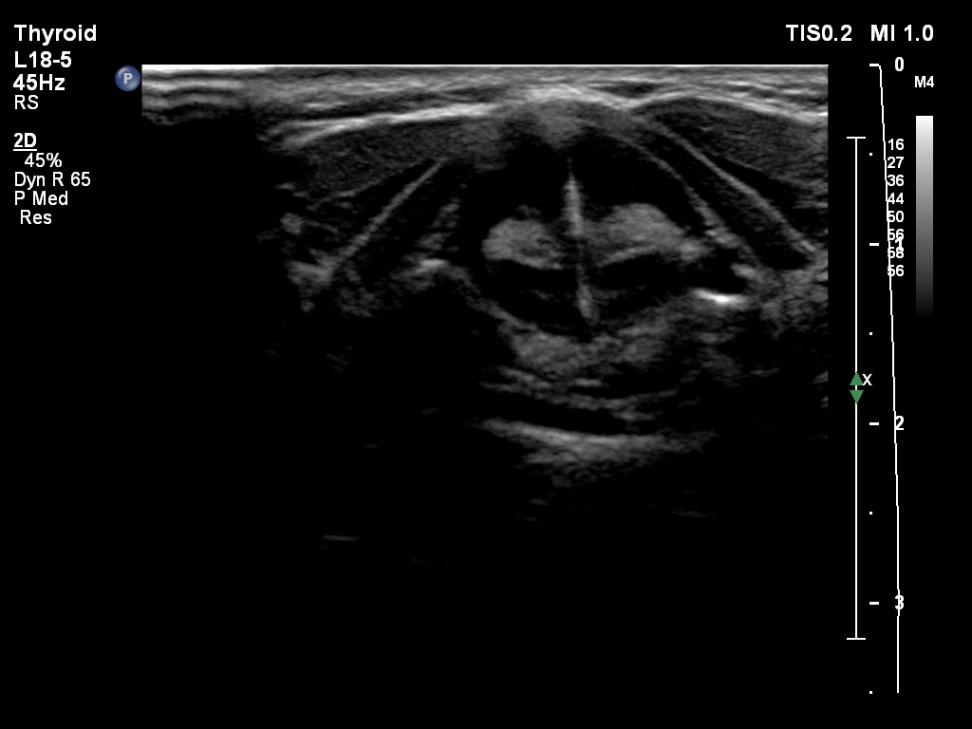 Thyroid
L18-5
45Hz
RS
2D
45%
Dyn R 65
P Med
Res
P
TIS0.2 MI 1.0
M4
0
1
2
3
X
16
27
36
44
50
56
58
56